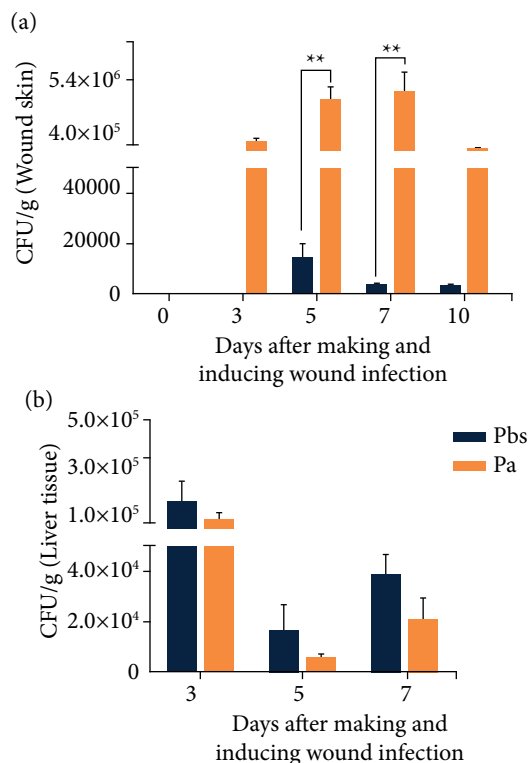 (a)
CFU/g (Wound skin)
5.4×10⁶
4.0×10⁵
40000
20000
0
**
**
0 3 5 7 10
Days after making and
inducing wound infection
(b)
CFU/g (Liver tissue)
5.0×10⁵
3.0×10⁵
1.0×10⁵
4.0×10⁴
2.0×10⁴
0
Pbs
Pa
3 5 7
Days after making and
inducing wound infection